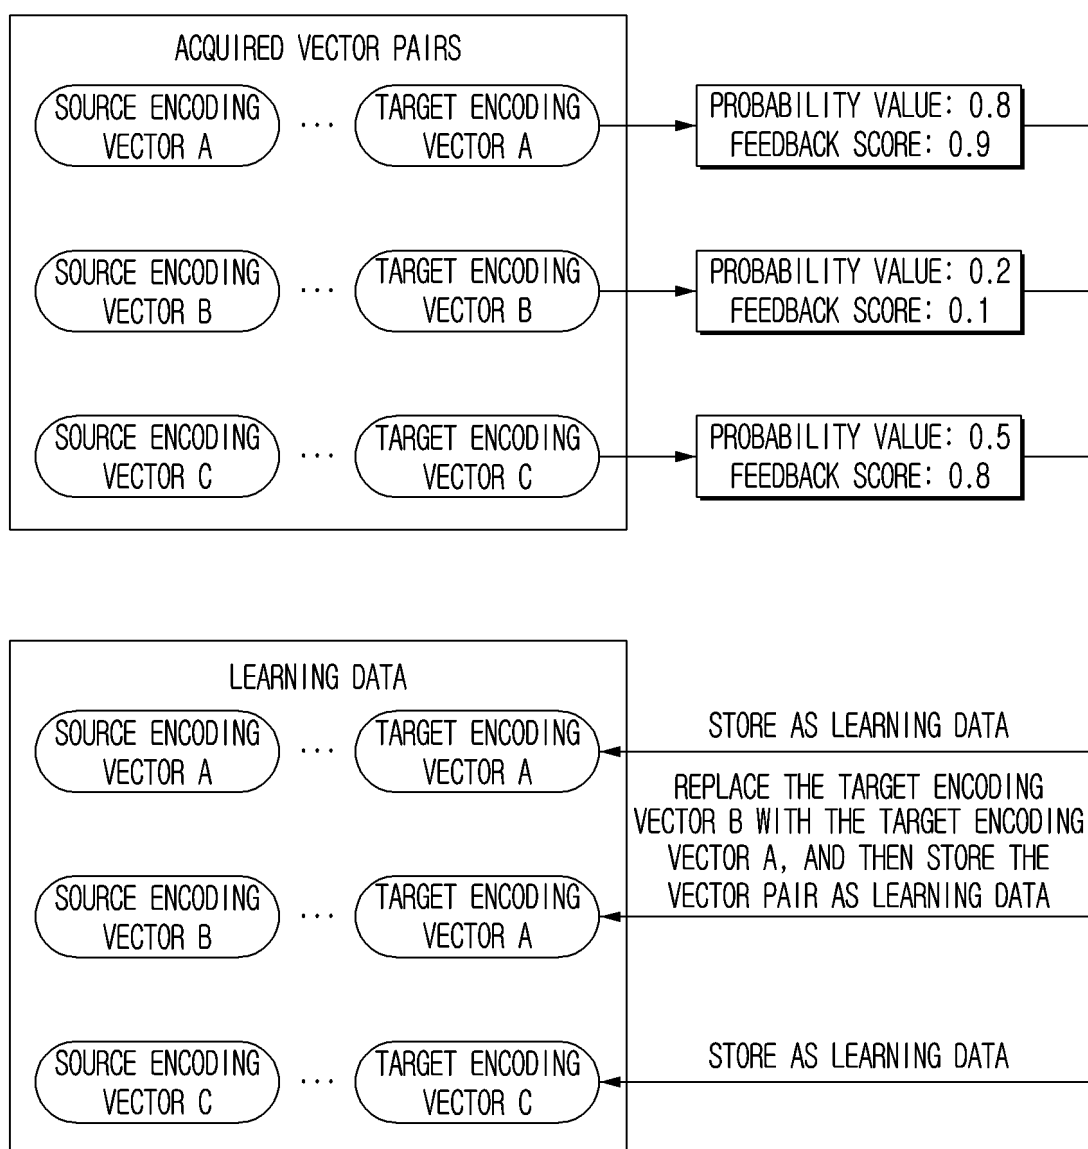 ACQUIRED VECTOR PAIRS
SOURCE ENCODING
VECTOR A
...
TARGET ENCODING
VECTOR A
PROBABILITY VALUE: 0.8
FEEDBACK SCORE: 0.9
SOURCE ENCODING
VECTOR B
...
TARGET ENCODING
VECTOR B
PROBABILITY VALUE: 0.2
FEEDBACK SCORE: 0.1
SOURCE ENCODING
VECTOR C
...
TARGET ENCODING
VECTOR C
PROBABILITY VALUE: 0.5
FEEDBACK SCORE: 0.8
LEARNING DATA
SOURCE ENCODING
VECTOR A
...
TARGET ENCODING
VECTOR A
STORE AS LEARNING DATA
REPLACE THE TARGET ENCODING
VECTOR B WITH THE TARGET ENCODING
VECTOR A, AND THEN STORE THE
VECTOR PAIR AS LEARNING DATA
SOURCE ENCODING
VECTOR B
...
TARGET ENCODING
VECTOR A
SOURCE ENCODING
VECTOR C
...
TARGET ENCODING
VECTOR C
STORE AS LEARNING DATA